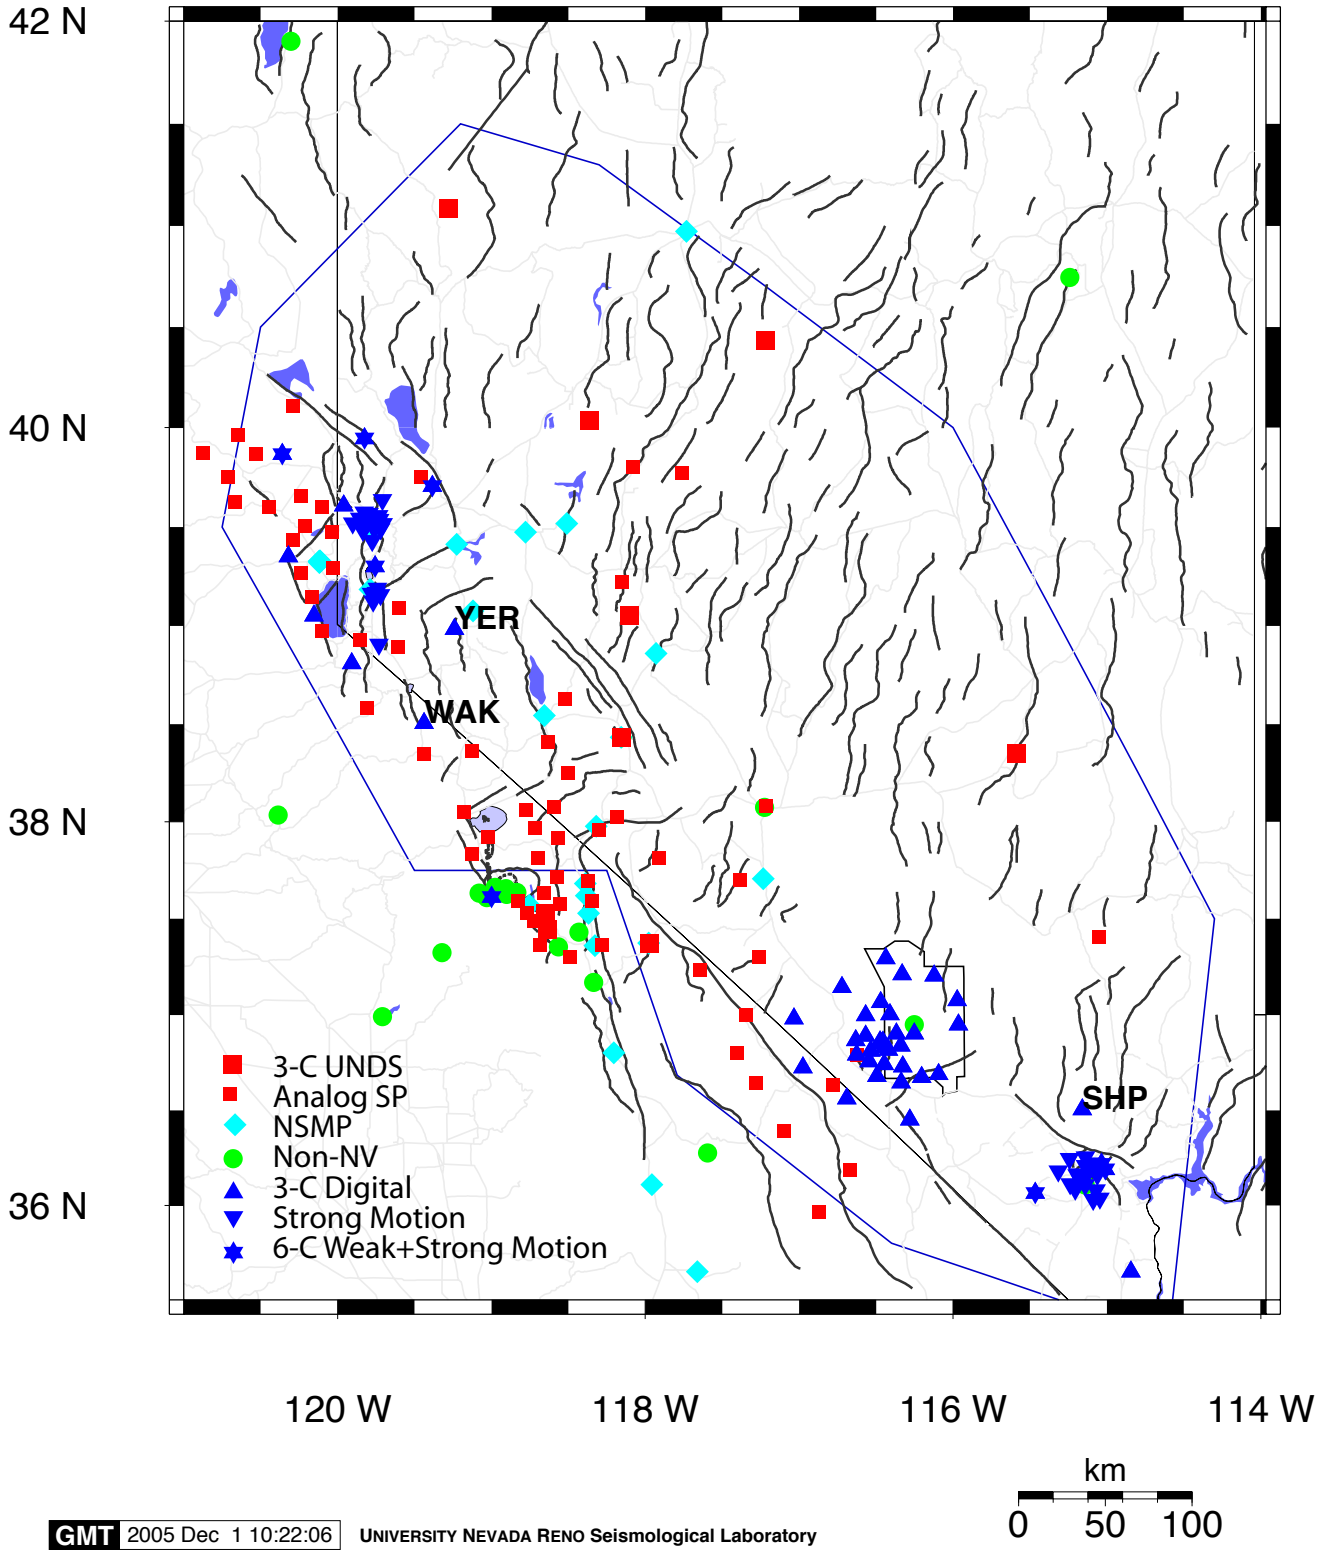 42 N
40 N
YER
WAK
38 N
3-C UNDS
Analog SP
NSMP
Non-NV
3-C Digital
Strong Motion
6-C Weak+Strong Motion
SHP
36 N
120 W 118 W 116 W 114 W
km
0 50 100
GMT 2005 Dec 1 10:22:06 UNIVERSITY NEVADA RENO Seismological Laboratory